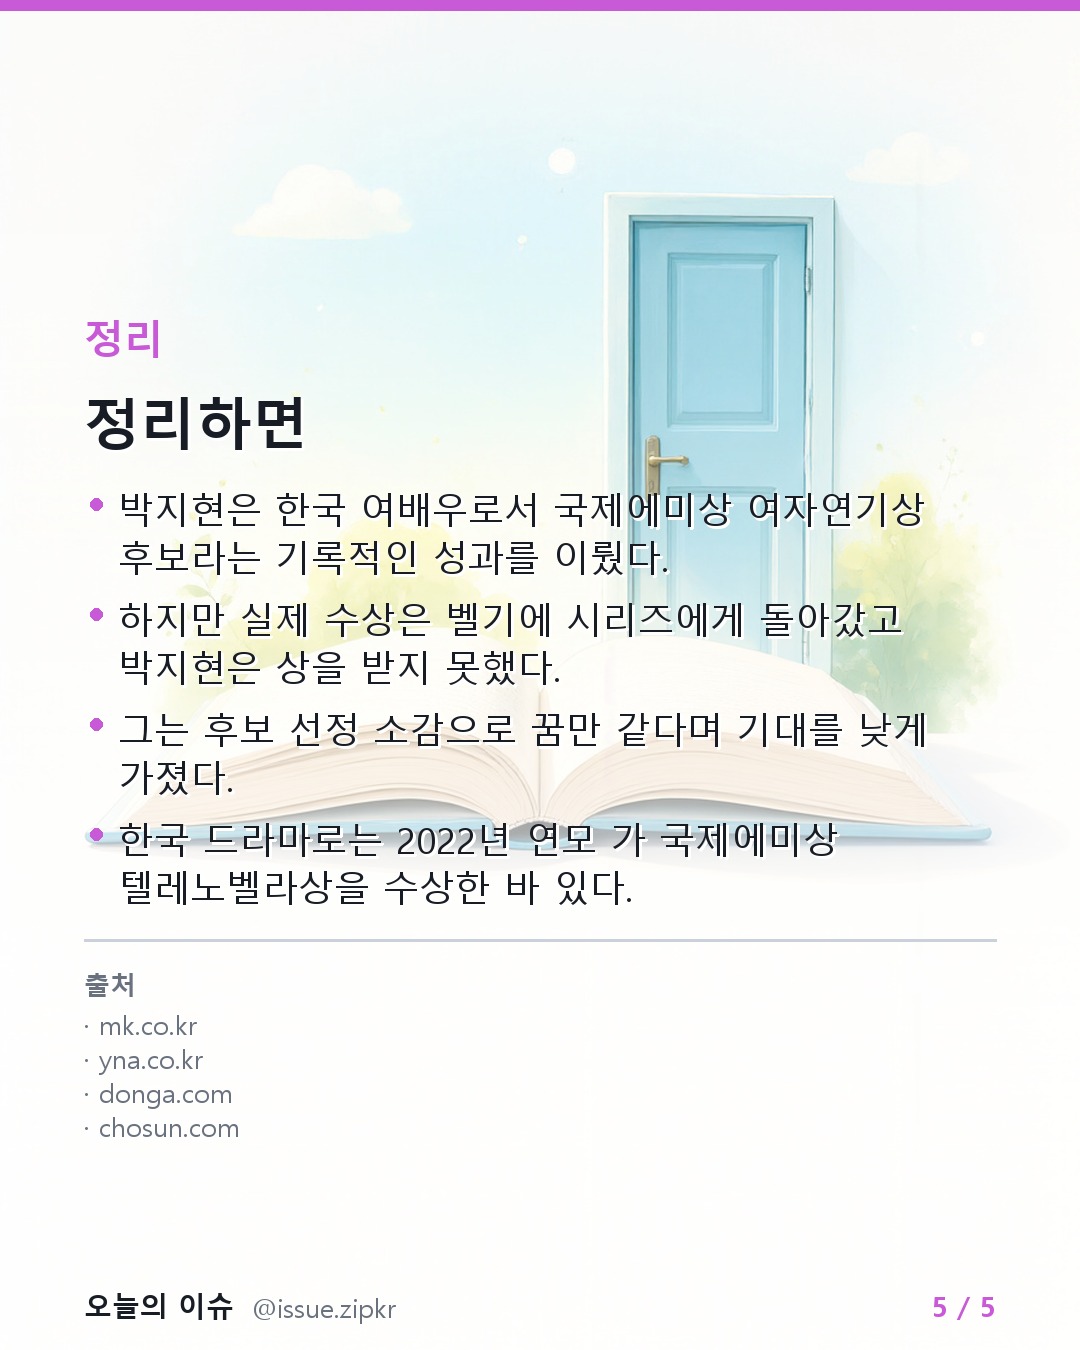 정리
정리하면
• 박지현은 한국 여배우로서 국제에미상 여자연기상
후보라는 기록적인 성과를 이뤘다.
• 하지만 실제 수상은 벨기에 시리즈에게 돌아갔고
박지현은 상을 받지 못했다.
• 그는 후보 선정 소감으로 꿈만 같다며 기대를 낮게
가졌다.
• 한국 드라마로는 2022년 연모 가 국제에미상
텔레노벨라상을 수상한 바 있다.
출처
· mk.co.kr
· yna.co.kr
· donga.com
· chosun.com
오늘의 이슈 @issue.zipkr
5 / 5